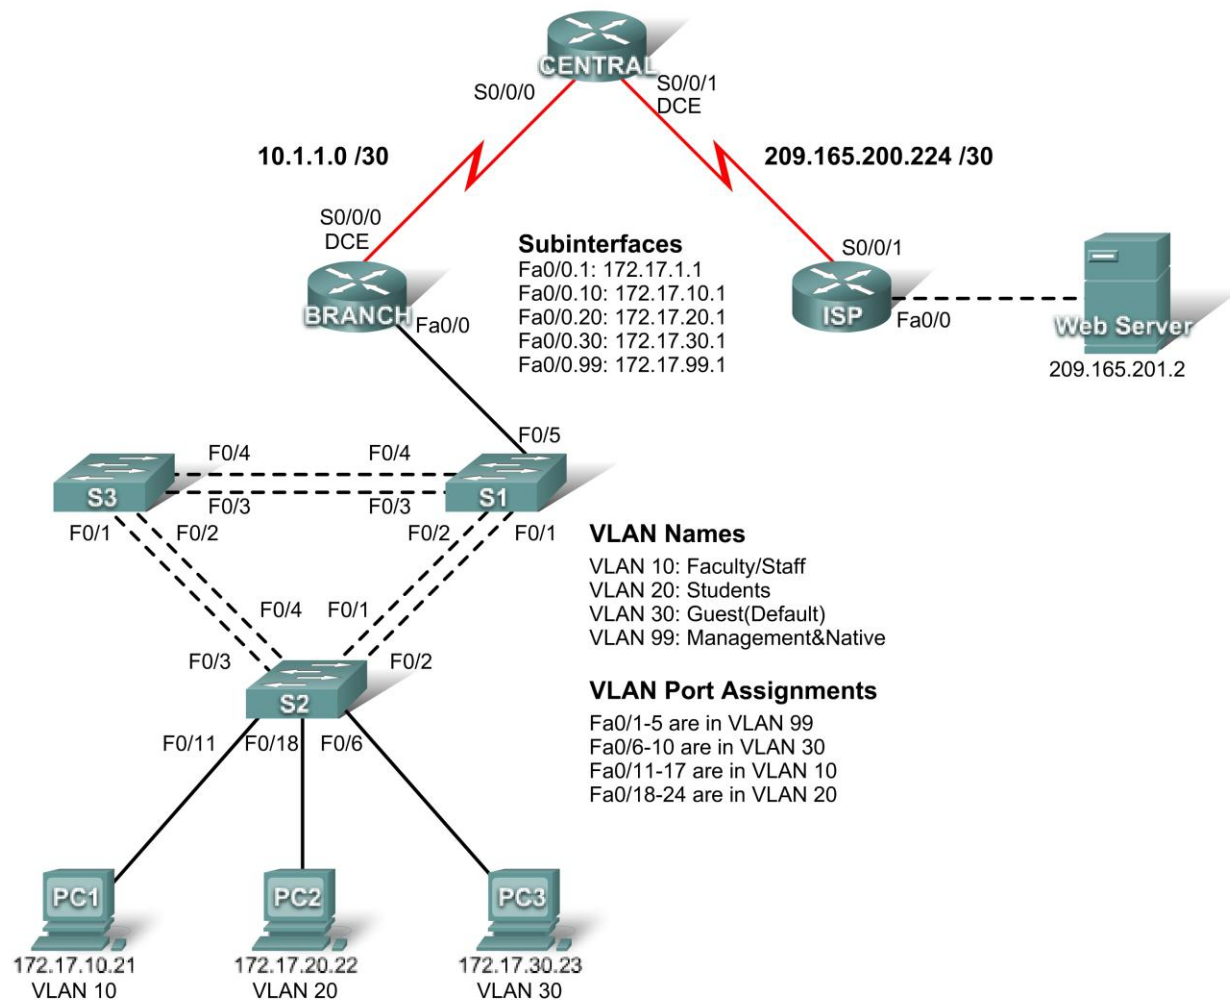 CENTRAL
S0/0/0
S0/0/1
DCE
10.1.1.0 /30
209.165.200.224 /30
S0/0/0
DCE
BRANCH
Fa0/0
Subinterfaces
Fa0/0.1: 172.17.1.1
Fa0/0.10: 172.17.10.1
Fa0/0.20: 172.17.20.1
Fa0/0.30: 172.17.30.1
Fa0/0.99: 172.17.99.1
S0/0/1
ISP
Fa0/0
Web Server
209.165.201.2
F0/5
F0/4
F0/4
S3
F0/3
F0/3
S1
F0/1
F0/2
F0/2
F0/1
VLAN Names
VLAN 10: Faculty/Staff
VLAN 20: Students
VLAN 30: Guest(Default)
VLAN 99: Management&Native
F0/4
F0/1
F0/3
F0/2
S2
VLAN Port Assignments
Fa0/1-5 are in VLAN 99
Fa0/6-10 are in VLAN 30
Fa0/11-17 are in VLAN 10
Fa0/18-24 are in VLAN 20
F0/11
F0/18
F0/6
PC1
172.17.10.21
VLAN 10
PC2
172.17.20.22
VLAN 20
PC3
172.17.30.23
VLAN 30